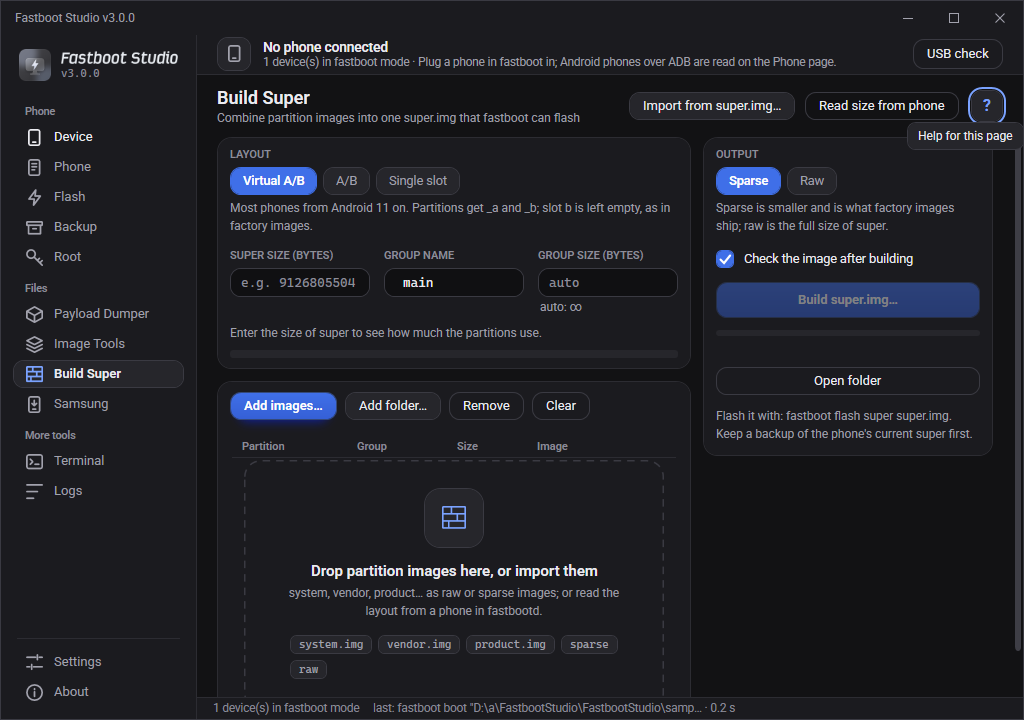 Fastboot Studio v3.0.0
Fastboot Studio
v3.0.0
Phone
Device
Phone
Flash
Backup
Root
Files
Payload Dumper
Image Tools
Build Super
Samsung
More tools
Terminal
Logs
Settings
About
No phone connected
1 device(s) in fastboot mode · Plug a phone in fastboot in; Android phones over ADB are read on the Phone page.
USB check
Build Super
Combine partition images into one super.img that fastboot can flash
Import from super.img…
Read size from phone
?
Help for this page
LAYOUT
Virtual A/B
A/B
Single slot
Most phones from Android 11 on. Partitions get _a and _b; slot b is left empty, as in
factory images.
SUPER SIZE (BYTES)
GROUP NAME
GROUP SIZE (BYTES)
e.g. 9126805504
main
auto
auto: ∞
Enter the size of super to see how much the partitions use.
Add images…
Add folder…
Remove
Clear
Partition
Group
Size
Image
Drop partition images here, or import them
system, vendor, product… as raw or sparse images; or read the
layout from a phone in fastbootd.
system.img
vendor.img
product.img
sparse
raw
OUTPUT
Sparse
Raw
Sparse is smaller and is what factory images
ship; raw is the full size of super.
Check the image after building
Build super.img…
Open folder
Flash it with: fastboot flash super super.img.
Keep a backup of the phone's current super first.
1 device(s) in fastboot mode
last: fastboot boot "D:\a\FastbootStudio\FastbootStudio\samp… · 0.2 s